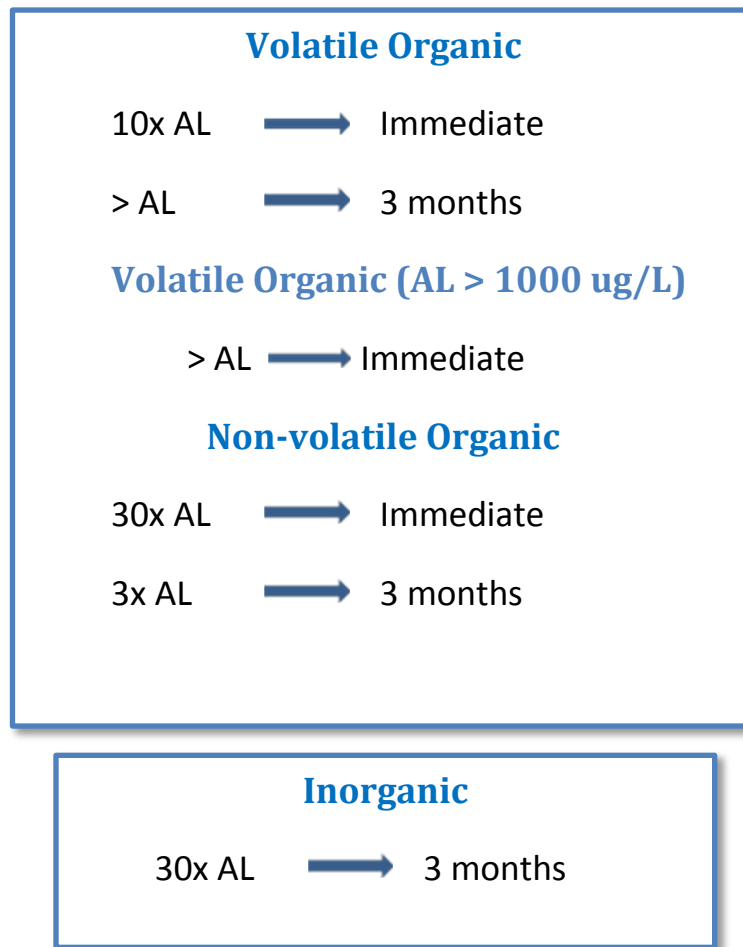 Volatile Organic
10x AL Immediate
> AL 3 months
Volatile Organic (AL > 1000 ug/L)
> AL Immediate
Non-volatile Organic
30x AL Immediate
3x AL 3 months
Inorganic
30x AL 3 months